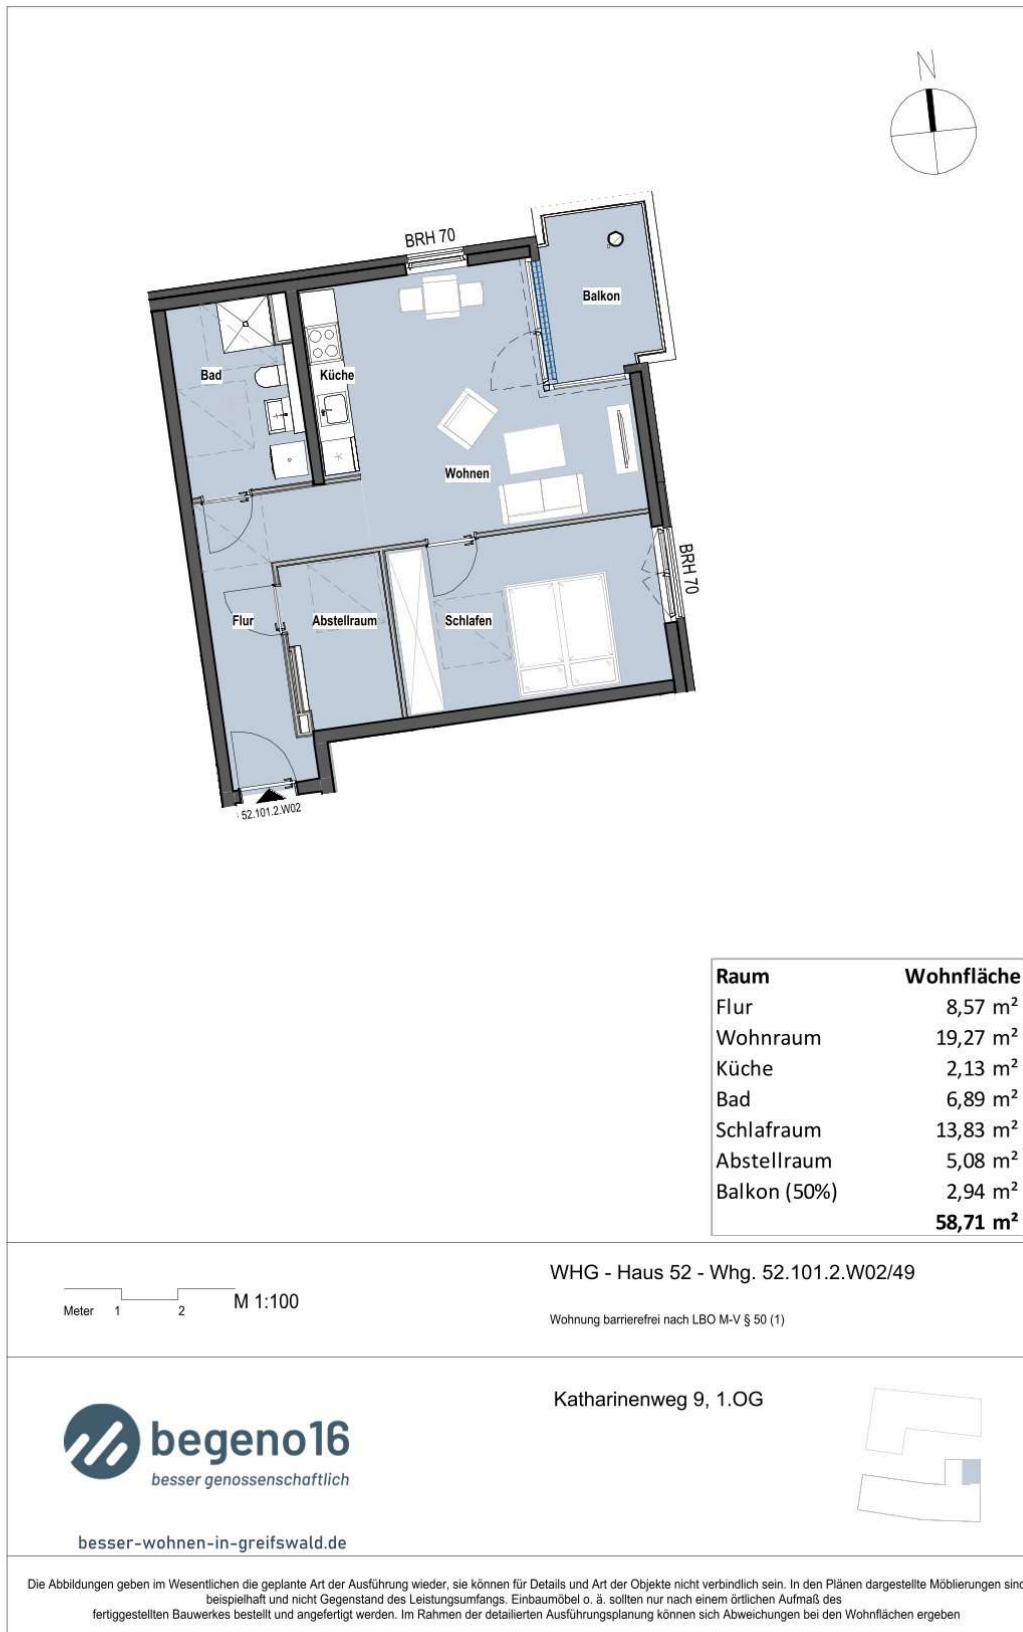 N
BRH 70
Balkon
Bad
Küche
Wohnen
BRH 70
Flur
Abstellraum
Schlafen
52.101.2.W02
Raum Wohnfläche
Flur 8,57 m²
Wohnraum 19,27 m²
Küche 2,13 m²
Bad 6,89 m²
Schlafraum 13,83 m²
Abstellraum 5,08 m²
Balkon (50%) 2,94 m²
58,71 m²
Meter 1 2 M 1:100
WHG - Haus 52 - Whg. 52.101.2.W02/49
Wohnung barrierefrei nach LBO M-V § 50 (1)
Katharinenweg 9, 1.OG
begeno16
besser genossenschaftlich
besser-wohnen-in-greifswald.de
Die Abbildungen geben im Wesentlichen die geplante Art der Ausführung wieder, sie können für Details und Art der Objekte nicht verbindlich sein. In den Plänen dargestellte Möblierungen sind
beispielhaft und nicht Gegenstand des Leistungsumfangs. Einbaumöbel o. ä. sollten nur nach einem örtlichen Aufmaß des
fertiggestellten Bauwerkes bestellt und angefertigt werden. Im Rahmen der detailierten Ausführungsplanung können sich Abweichungen bei den Wohnflächen ergeben